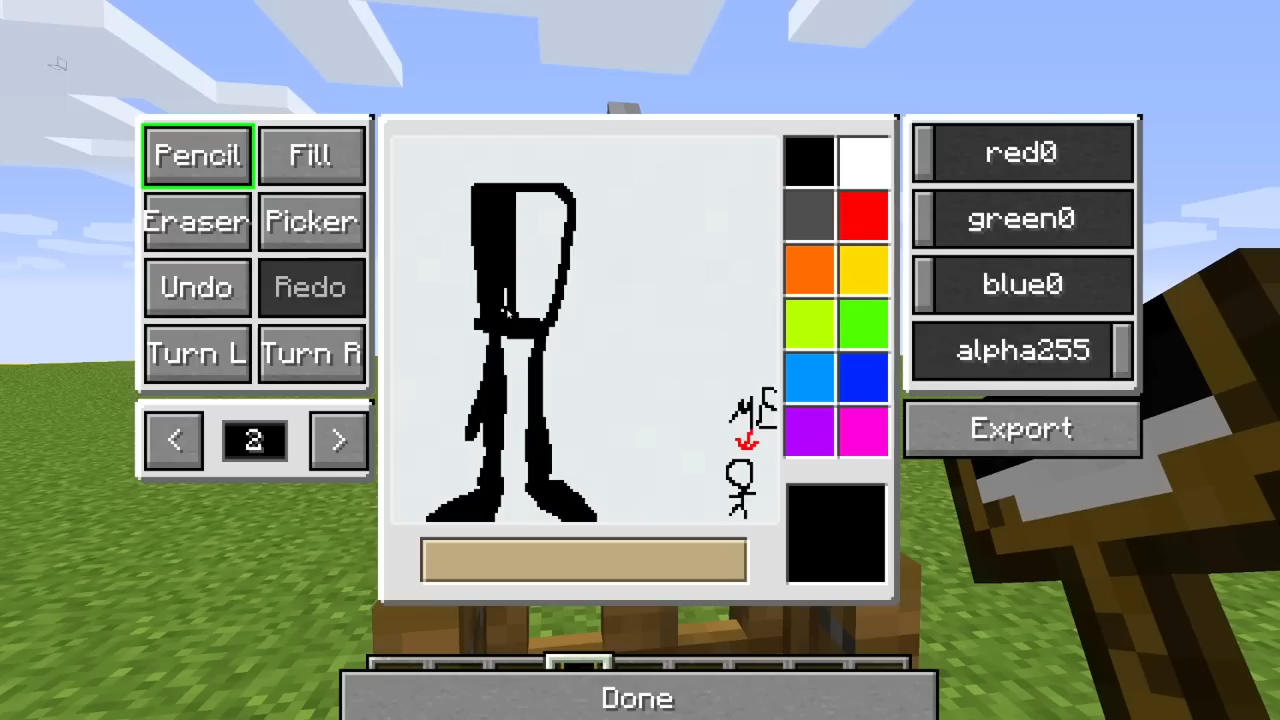 Pencil
Fill
Eraser
Picker
Undo
Redo
Turn L
Turn R
<
2
>
ME
red0
green0
blue0
alpha255
Export
Done